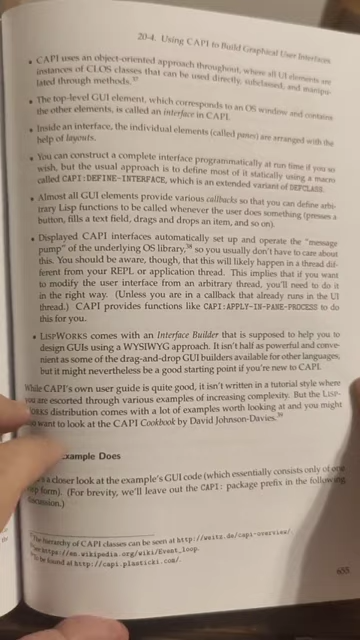 20-4. Using CAPI to Build Graphical User Interfaces
• CAPI uses an object-oriented approach throughout, where all UI elements are
instances of CLOS classes that can be used directly, subclassed, and manipu-
lated through methods.³⁷
• The top-level GUI element, which corresponds to an OS window and contains
the other elements, is called an interface in CAPI.
• Inside an interface, the individual elements (called panes) are arranged with the
help of layouts.
• You can construct a complete interface programmatically at run time if you so
wish, but the usual approach is to define most of it statically using a macro
called CAPI:DEFINE-INTERFACE, which is an extended variant of DEFCLASS.
• Almost all GUI elements provide various callbacks so that you can define arbi-
trary Lisp functions to be called whenever the user does something (presses a
button, fills a text field, drags and drops an item, and so on).
• Displayed CAPI interfaces automatically set up and operate the "message
pump" of the underlying OS library,³⁸ so you usually don't have to care about
this. You should be aware, though, that this will likely happen in a thread dif-
ferent from your REPL or application thread. This implies that if you want
to modify the user interface from an arbitrary thread, you'll need to do it
in the right way. (Unless you are in a callback that already runs in the UI
thread.) CAPI provides functions like CAPI:APPLY-IN-PANE-PROCESS to do
this for you.
• LISPWORKS comes with an Interface Builder that is supposed to help you to
design GUIs using a WYSIWYG approach. It isn't half as powerful and conve-
nient as some of the drag-and-drop GUI builders available for other languages,
but it might nevertheless be a good starting point if you're new to CAPI.
While CAPI's own user guide is quite good, it isn't written in a tutorial style where
you are escorted through various examples of increasing complexity. But the LISP-
WORKS distribution comes with a lot of examples worth looking at and you might
want to look at the CAPI Cookbook by David Johnson-Davies.³⁹
Example Does
a closer look at the example's GUI code (which essentially consists only of one
form). (For brevity, we'll leave out the CAPI: package prefix in the following
discussion.)
The hierarchy of CAPI classes can be seen at http://weitz.de/capi-overview/.
See https://en.wikipedia.org/wiki/Event_loop.
To be found at http://capi.plasticki.com/.
655